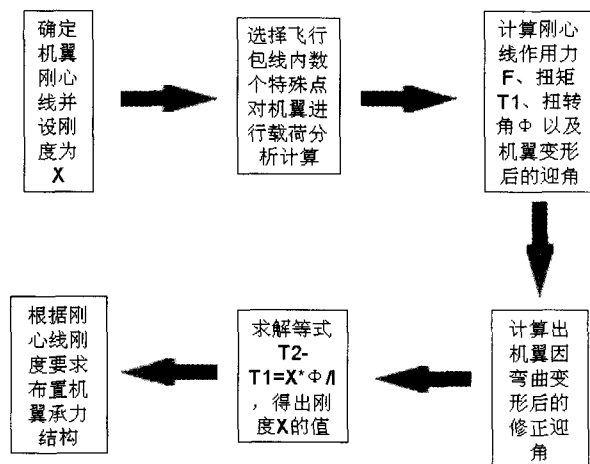 确定
机翼
刚心
线并
设刚
度为
X
选择飞行
包线内数
个特殊点
对机翼进
行载荷分
析计算
计算刚心
线作用力
F、扭矩
T1、扭转
角Φ 以及
机翼变形
后的迎角
计算出
机翼因
弯曲变
形后的
修正迎
角
求解等式
T2-
T1=X*Φ/l
，得出刚
度X的值
根据刚
心线刚
度要求
布置机
翼承力
结构